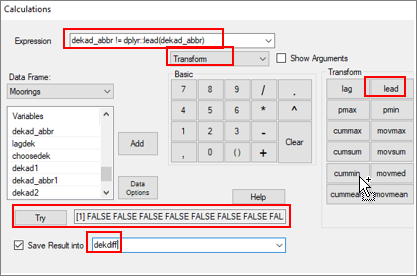 Calculations
Expression dekad_abbr != dplyr::lead(dekad_abbr)
Transform Show Arguments
Data Frame:
Moorings
Variables
dekad_abbr
lagdek
choosedek
dekad1
dekad_abbr1
dekad2
Add
Data Options
Basic
7 8 9 / .
4 5 6 * ^
1 2 3 - Clear
, 0 ( ) +
Transform
lag lead
pmax pmin
cummax movmax
cumsum movsum
cummin movmed
cummean movmean
Help
Try [1] FALSE FALSE FALSE FALSE FALSE FALSE FAL
Save Result into dekdff